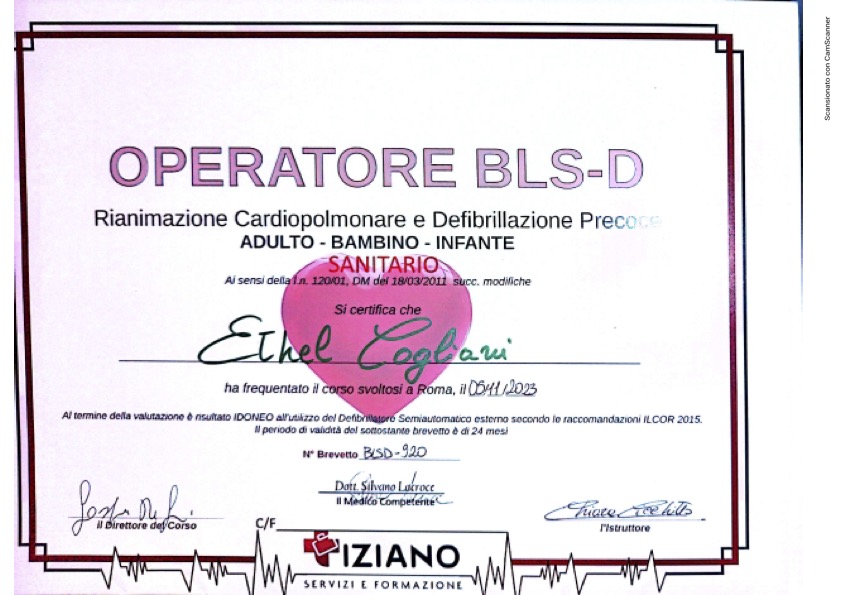 OPERATORE BLS-D
Rianimazione Cardiopolmonare e Defibrillazione Precoce
ADULTO - BAMBINO - INFANTE
SANITARIO
Ai sensi della l.n. 120/01, DM del 18/03/2011 succ. modifiche
Si certifica che
Ethel Cogliani
ha frequentato il corso svoltosi a Roma, il 05/11/2023
Al termine della valutazione è risultato IDONEO all'utilizzo del Defibrillatore Semiautomatico esterno secondo le raccomandazioni ILCOR 2015.
Il periodo di validità del sottostante brevetto è di 24 mesi
N° Brevetto BLSD-920
Dott. Silvano Lacroce
Il Medico Competente
il Direttore del Corso
l'Istruttore
C/F
TIZIANO
SERVIZI E FORMAZIONE
Scansionato con CamScanner